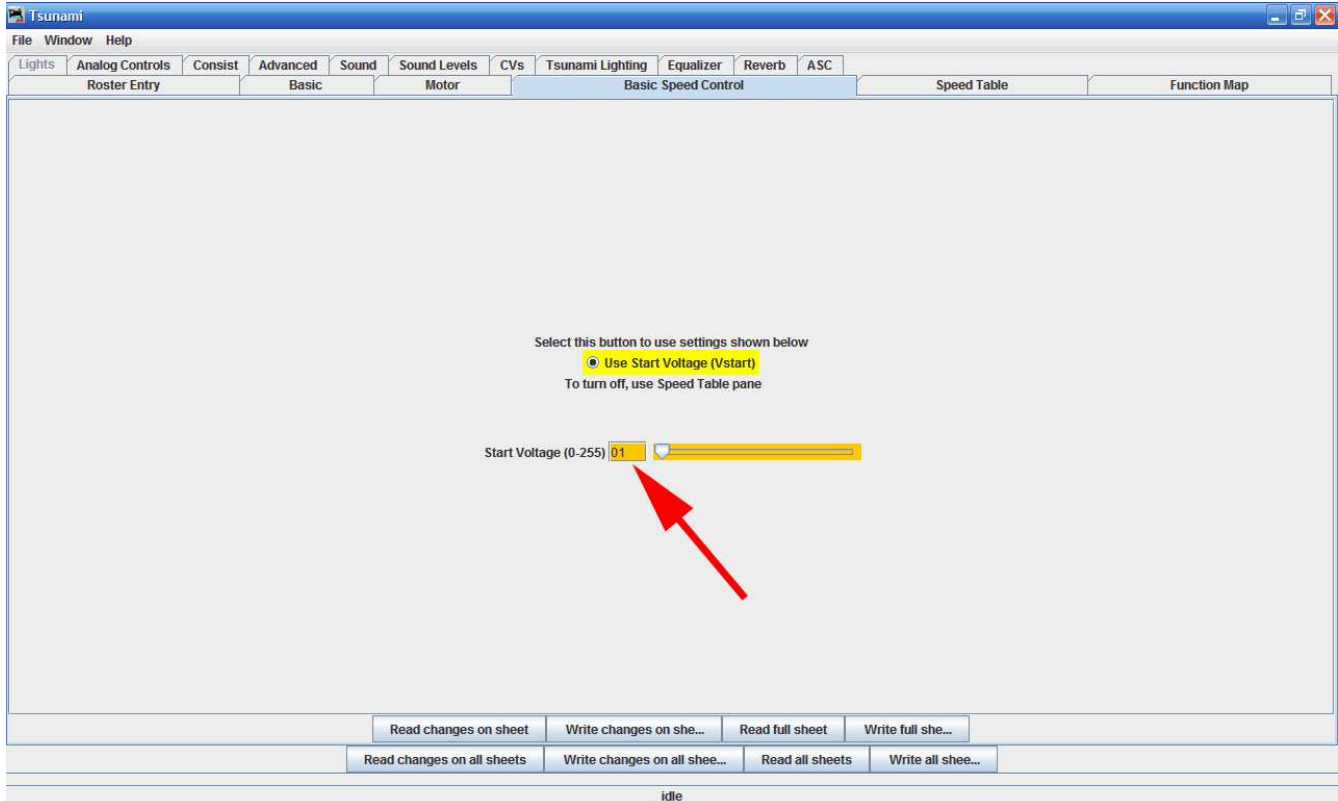 Tsunami
File Window Help
Lights Analog Controls Consist Advanced Sound Sound Levels CVs Tsunami Lighting Equalizer Reverb ASC
Roster Entry Basic Motor Basic Speed Control Speed Table Function Map
Select this button to use settings shown below
Use Start Voltage (Vstart)
To turn off, use Speed Table pane
Start Voltage (0-255) 01
Read changes on sheet Write changes on she... Read full sheet Write full she...
Read changes on all sheets Write changes on all shee... Read all sheets Write all shee...
idle